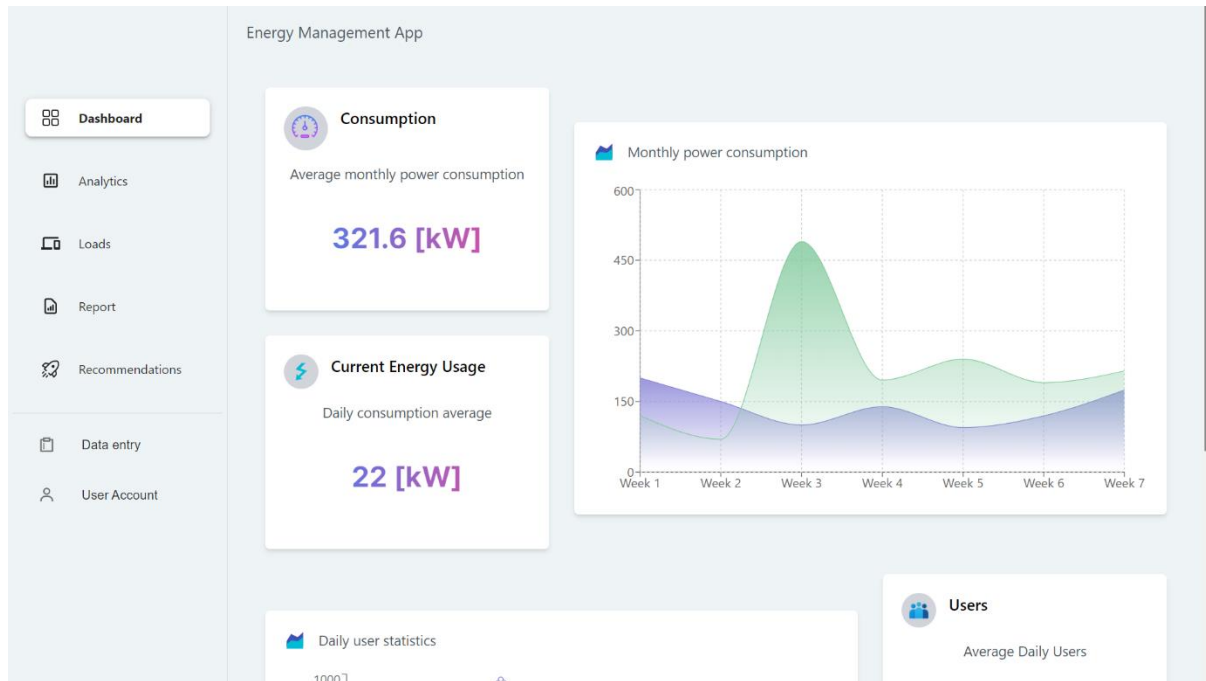 Energy Management App
Dashboard
Analytics
Loads
Report
Recommendations
Data entry
User Account
Consumption
Average monthly power consumption
321.6 [kW]
Current Energy Usage
Daily consumption average
22 [kW]
Monthly power consumption
600
450
300
150
0
Week 1 Week 2 Week 3 Week 4 Week 5 Week 6 Week 7
Daily user statistics
1000
Users
Average Daily Users